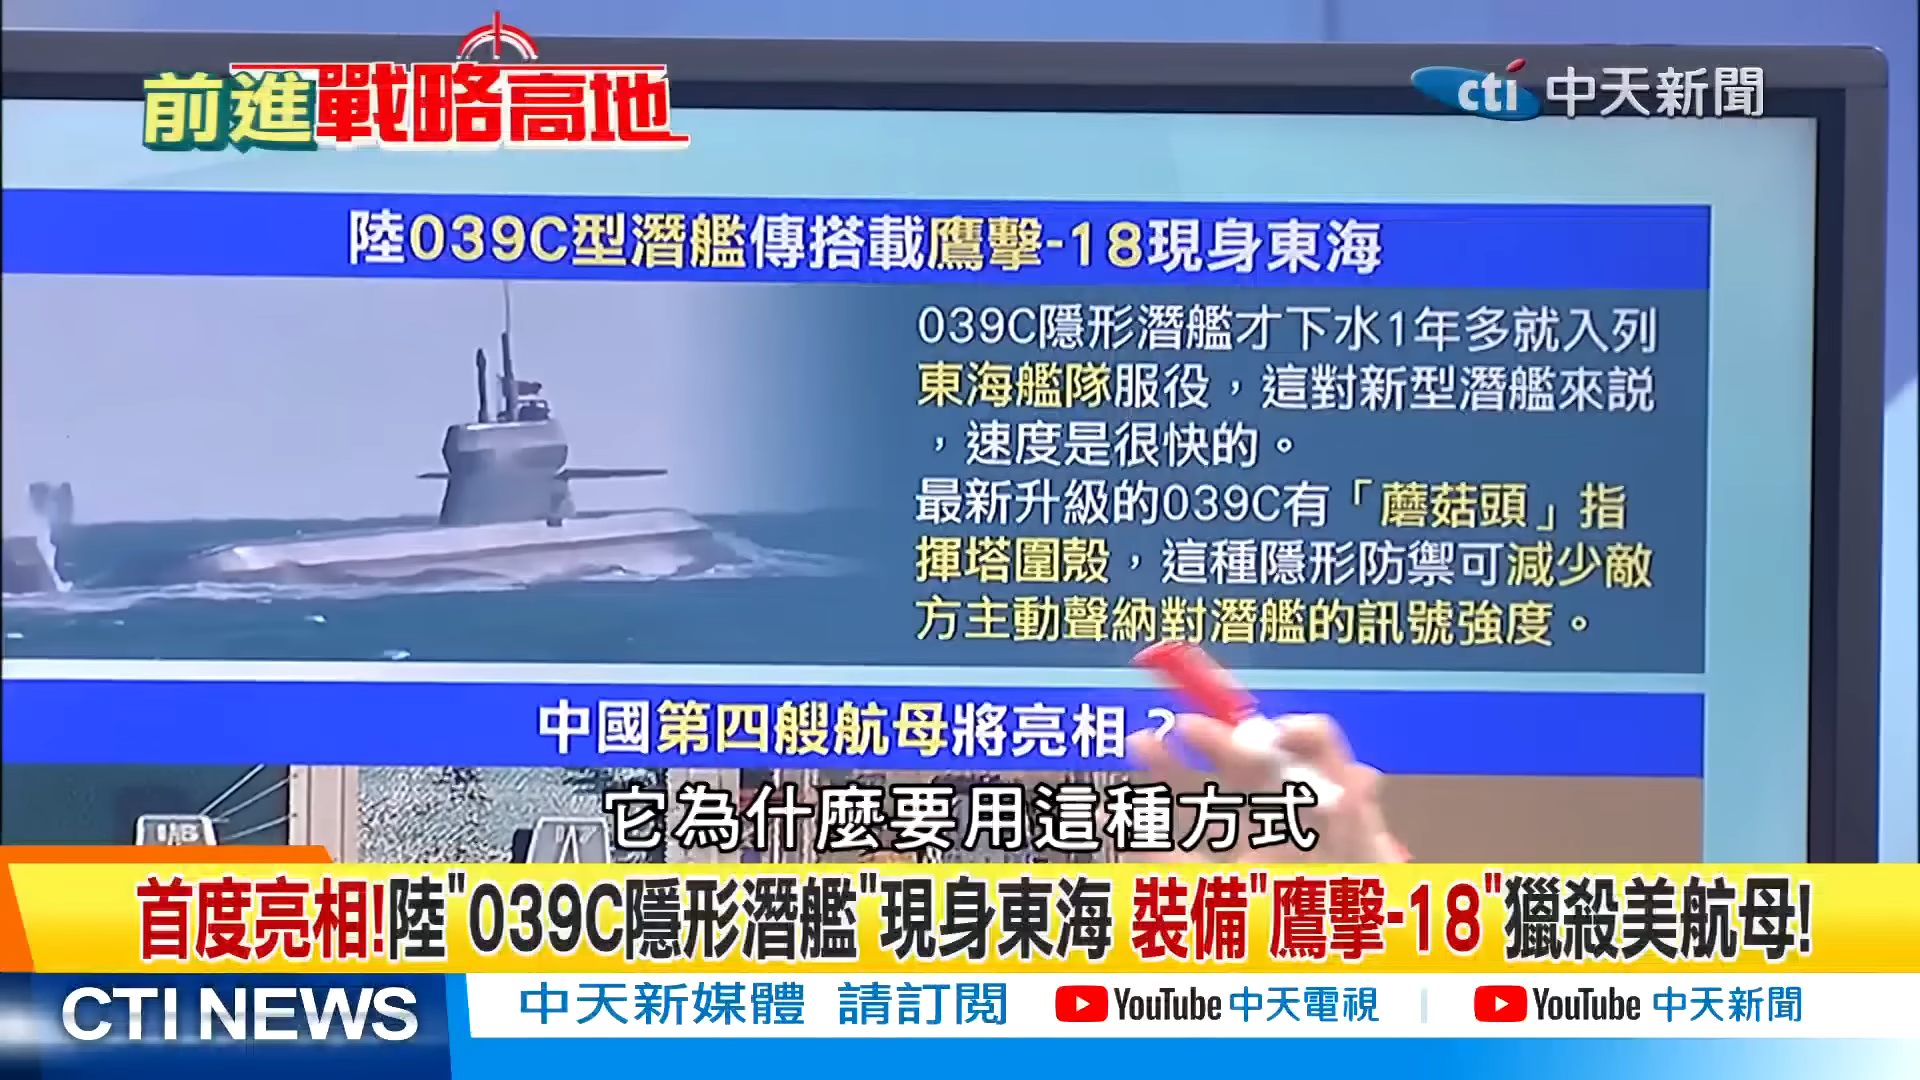 前進戰略高地
cti 中天新聞
陸039C型潛艦傳搭載鷹擊-18現身東海
039C隱形潛艦才下水1年多就入列
東海艦隊服役，這對新型潛艦來説
，速度是很快的。
最新升級的039C有「蘑菇頭」指
揮塔圍殼，這種隱形防禦可減少敵
方主動聲納對潛艦的訊號強度。
中國第四艘航母將亮相？
它為什麼要用這種方式
首度亮相!陸"039C隱形潛艦"現身東海 裝備"鷹擊-18"獵殺美航母!
CTI NEWS
中天新媒體 請訂閱 YouTube 中天電視 | YouTube 中天新聞